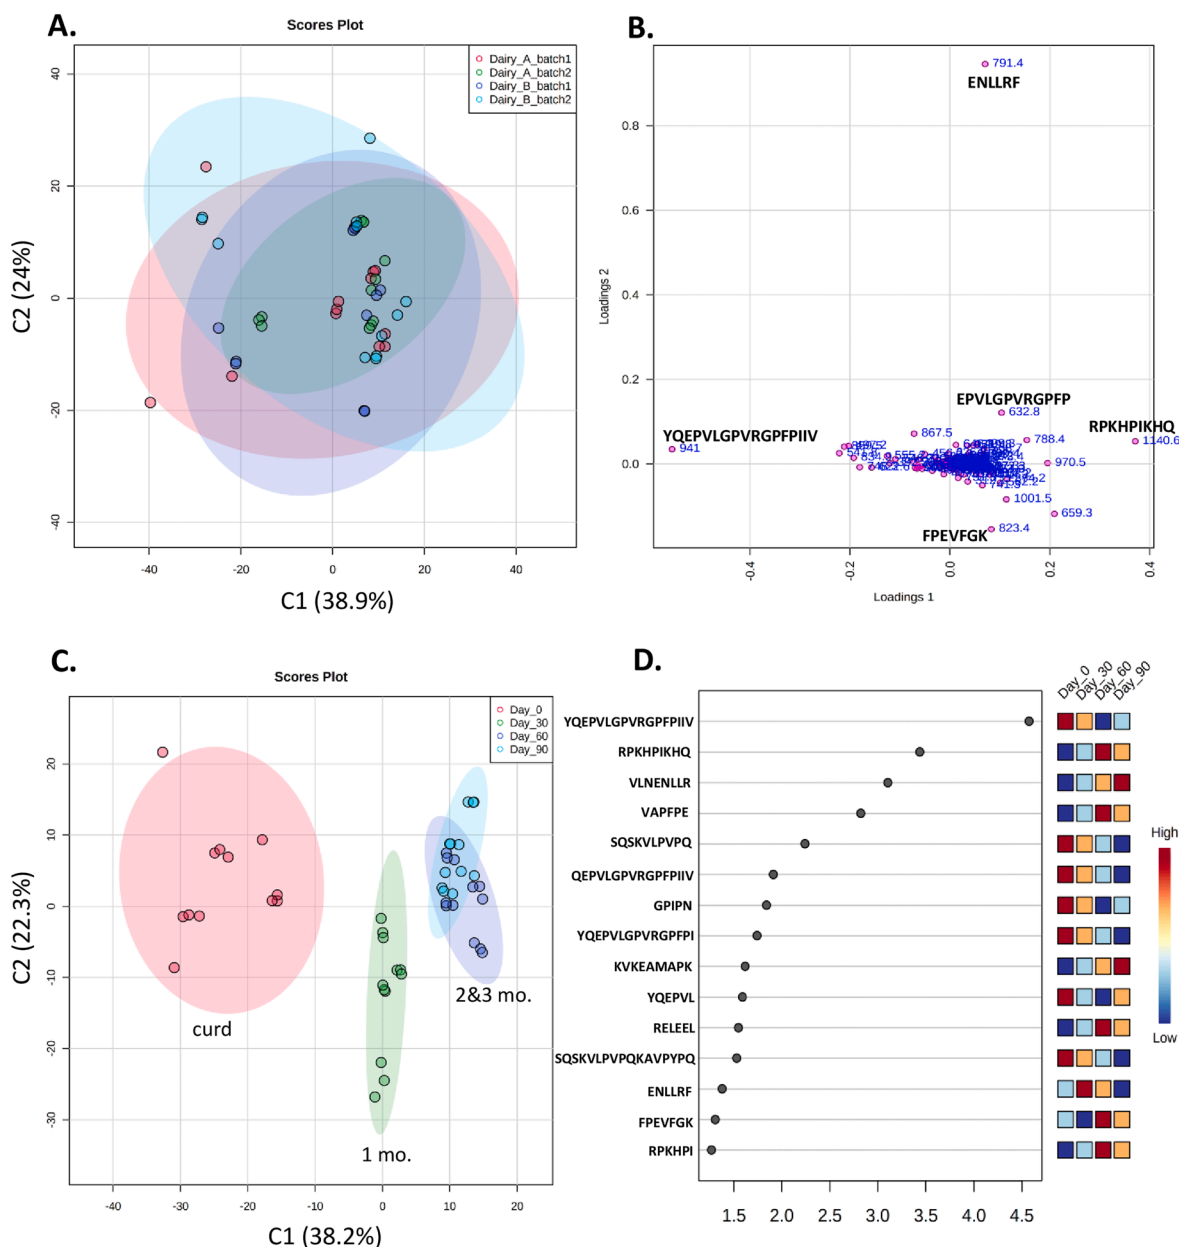 A.
Scores Plot
Dairy_A_batch1
Dairy_A_batch2
Dairy_B_batch1
Dairy_B_batch2
40
20
0
-20
-40
C2 (24%)
-40
-20
0
20
40
C1 (38.9%)
B.
791.4
ENLLRF
0.8
0.6
0.4
0.2
0.0
Loadings 2
EPVLGPVRGPFP
632.8
RPKHPIKHQ
1140.6
YQEPVLGPVRGPFPIIV
941
867.5
788.4
970.5
1001.5
659.3
FPEVFGK
823.4
-0.4
-0.2
0.0
0.2
0.4
Loadings 1
C.
Scores Plot
Day_0
Day_30
Day_60
Day_90
20
10
0
-10
-20
-30
C2 (22.3%)
curd
1 mo.
2&3 mo.
-40
-30
-20
-10
0
10
20
C1 (38.2%)
D.
Day_0
Day_30
Day_60
Day_90
YQEPVLGPVRGPFPIIV
RPKHPIKHQ
VLNENLLR
VAPFPE
SQSKVLPVPQ
QEPVLGPVRGPFPIIV
GPIPN
YQEPVLGPVRGPFPI
KVKEAMAPK
YQEPVL
RELEEL
SQSKVLPVPQKAVPYPQ
ENLLRF
FPEVFGK
RPKHPI
1.5
2.0
2.5
3.0
3.5
4.0
4.5
High
Low